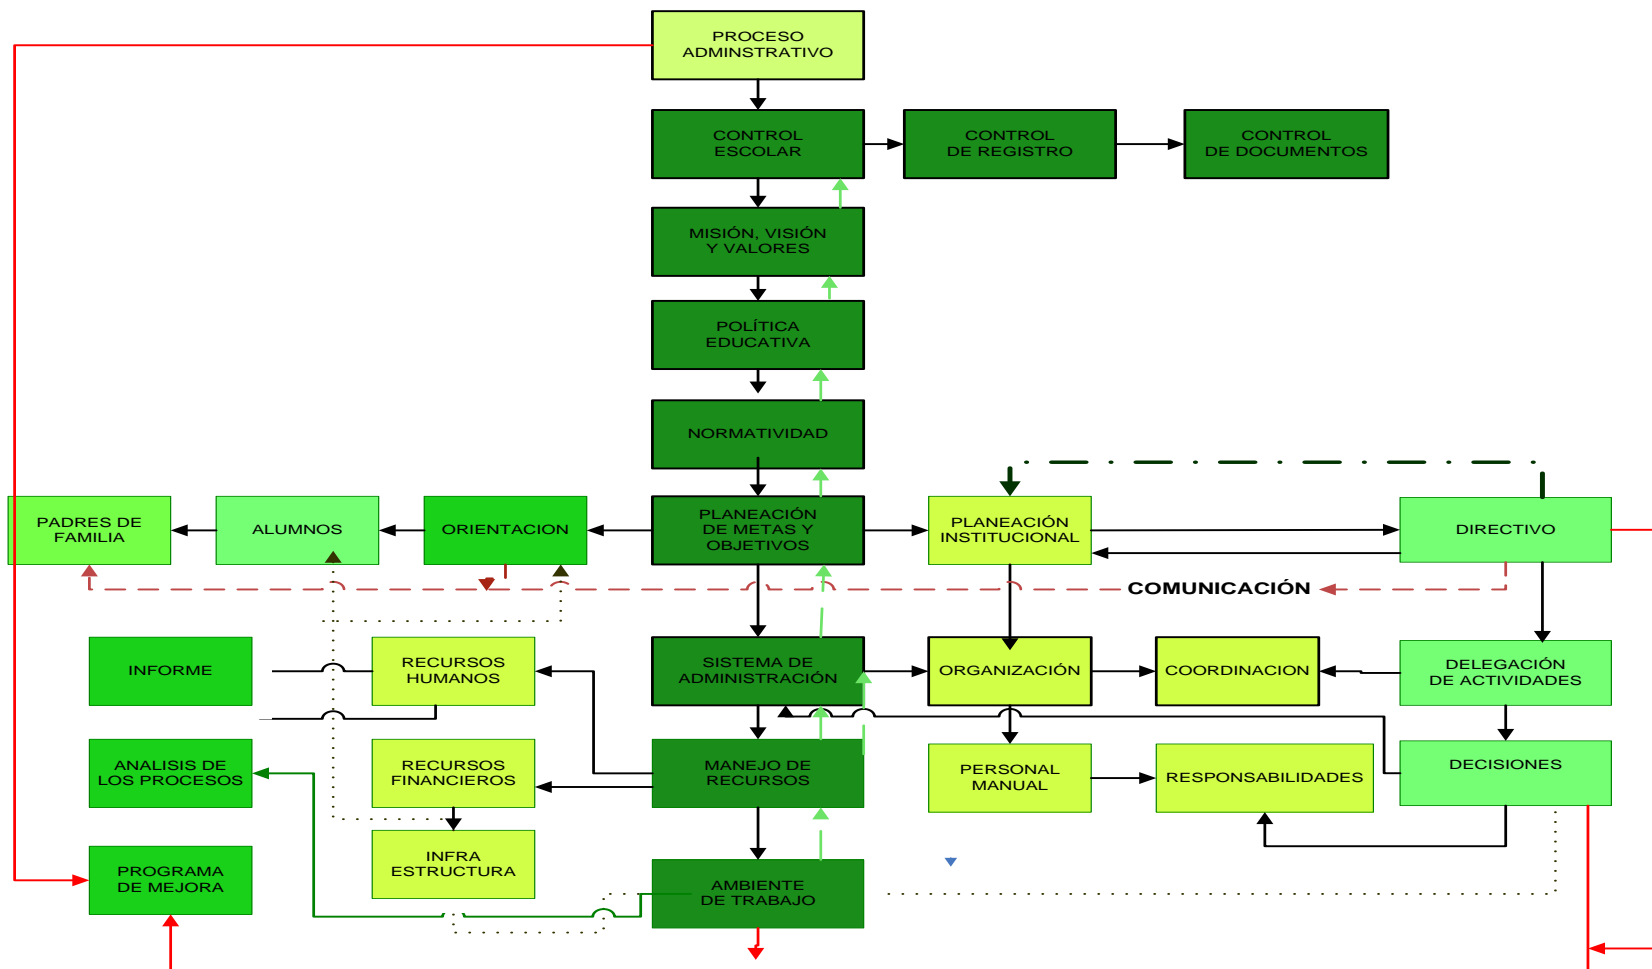 PROCESO
ADMINSTRATIVO
CONTROL
ESCOLAR
CONTROL
DE REGISTRO
CONTROL
DE DOCUMENTOS
MISIÓN, VISIÓN
Y VALORES
POLÍTICA
EDUCATIVA
NORMATIVIDAD
PADRES DE
FAMILIA
ALUMNOS
ORIENTACION
PLANEACIÓN
DE METAS Y
OBJETIVOS
PLANEACIÓN
INSTITUCIONAL
DIRECTIVO
COMUNICACIÓN
INFORME
RECURSOS
HUMANOS
SISTEMA DE
ADMINISTRACIÓN
ORGANIZACIÓN
COORDINACION
DELEGACIÓN
DE ACTIVIDADES
ANALISIS DE
LOS PROCESOS
RECURSOS
FINANCIEROS
MANEJO DE
RECURSOS
PERSONAL
MANUAL
RESPONSABILIDADES
DECISIONES
PROGRAMA
DE MEJORA
INFRA
ESTRUCTURA
AMBIENTE
DE TRABAJO